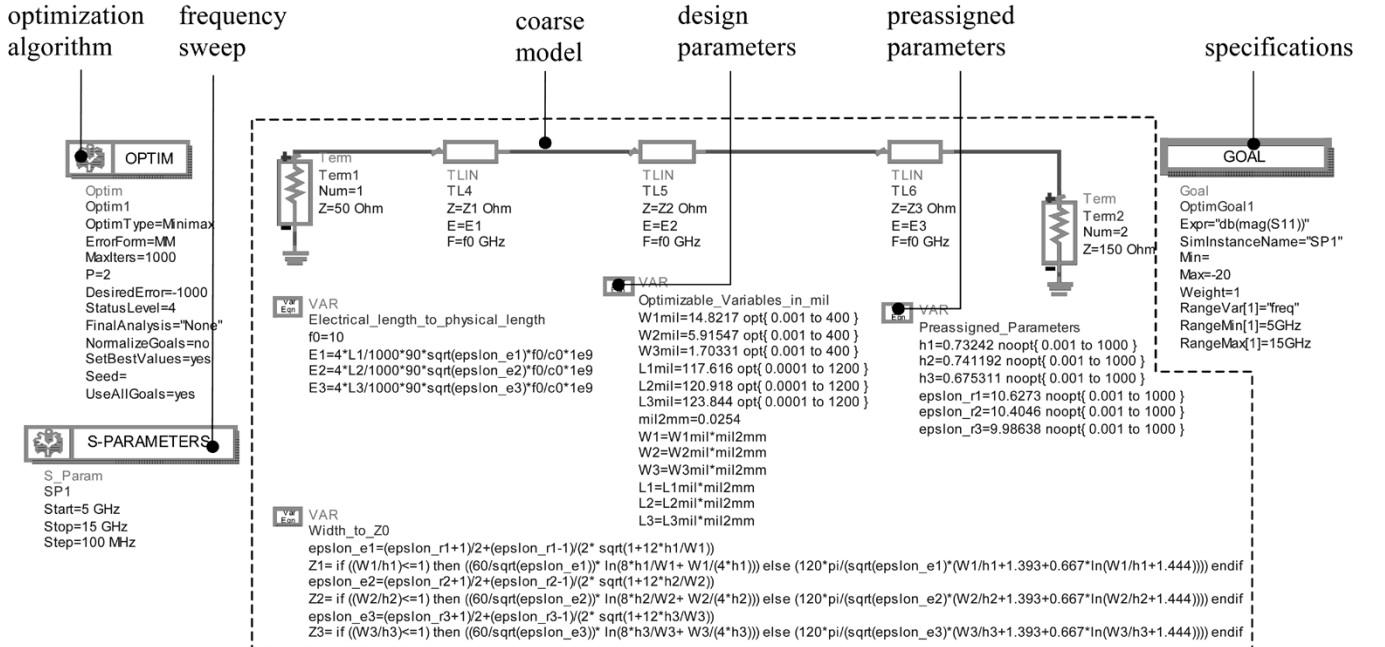 optimization algorithm
frequency sweep
coarse model
design parameters
preassigned parameters
specifications
OPTIM
Optim
Optim1
OptimType=Minimax
ErrorForm=MM
MaxIters=1000
P=2
DesiredError=-1000
StatusLevel=4
FinalAnalysis="None"
NormalizeGoals=no
SetBestValues=yes
Seed=
UseAllGoals=yes
S-PARAMETERS
S_Param
SP1
Start=5 GHz
Stop=15 GHz
Step=100 MHz
Term
Term1
Num=1
Z=50 Ohm
TLIN
TL4
Z=Z1 Ohm
E=E1
F=f0 GHz
TLIN
TL5
Z=Z2 Ohm
E=E2
F=f0 GHz
TLIN
TL6
Z=Z3 Ohm
E=E3
F=f0 GHz
Term
Term2
Num=2
Z=150 Ohm
GOAL
Goal
OptimGoal1
Expr="db(mag(S11))"
SimInstanceName="SP1"
Min=
Max=-20
Weight=1
RangeVar[1]="freq"
RangeMin[1]=5GHz
RangeMax[1]=15GHz
Var
Eqn
VAR
Electrical_length_to_physical_length
f0=10
E1=4*L1/1000*90*sqrt(epslon_e1)*f0/c0*1e9
E2=4*L2/1000*90*sqrt(epslon_e2)*f0/c0*1e9
E3=4*L3/1000*90*sqrt(epslon_e3)*f0/c0*1e9
VAR
Optimizable_Variables_in_mil
W1mil=14.8217 opt{ 0.001 to 400 }
W2mil=5.91547 opt{ 0.001 to 400 }
W3mil=1.70331 opt{ 0.001 to 400 }
L1mil=117.616 opt{ 0.0001 to 1200 }
L2mil=120.918 opt{ 0.0001 to 1200 }
L3mil=123.844 opt{ 0.0001 to 1200 }
mil2mm=0.0254
W1=W1mil*mil2mm
W2=W2mil*mil2mm
W3=W3mil*mil2mm
L1=L1mil*mil2mm
L2=L2mil*mil2mm
L3=L3mil*mil2mm
Eqn
VAR
Preassigned_Parameters
h1=0.73242 noopt{ 0.001 to 1000 }
h2=0.741192 noopt{ 0.001 to 1000 }
h3=0.675311 noopt{ 0.001 to 1000 }
epslon_r1=10.6273 noopt{ 0.001 to 1000 }
epslon_r2=10.4046 noopt{ 0.001 to 1000 }
epslon_r3=9.98638 noopt{ 0.001 to 1000 }
Var
Eqn
VAR
Width_to_Z0
epslon_e1=(epslon_r1+1)/2+(epslon_r1-1)/(2* sqrt(1+12*h1/W1))
Z1= if ((W1/h1)<=1) then ((60/sqrt(epslon_e1))* ln(8*h1/W1+ W1/(4*h1))) else (120*pi/(sqrt(epslon_e1)*(W1/h1+1.393+0.667*ln(W1/h1+1.444)))) endif
epslon_e2=(epslon_r2+1)/2+(epslon_r2-1)/(2* sqrt(1+12*h2/W2))
Z2= if ((W2/h2)<=1) then ((60/sqrt(epslon_e2))* ln(8*h2/W2+ W2/(4*h2))) else (120*pi/(sqrt(epslon_e2)*(W2/h2+1.393+0.667*ln(W2/h2+1.444)))) endif
epslon_e3=(epslon_r3+1)/2+(epslon_r3-1)/(2* sqrt(1+12*h3/W3))
Z3= if ((W3/h3)<=1) then ((60/sqrt(epslon_e3))* ln(8*h3/W3+ W3/(4*h3))) else (120*pi/(sqrt(epslon_e3)*(W3/h3+1.393+0.667*ln(W3/h3+1.444)))) endif